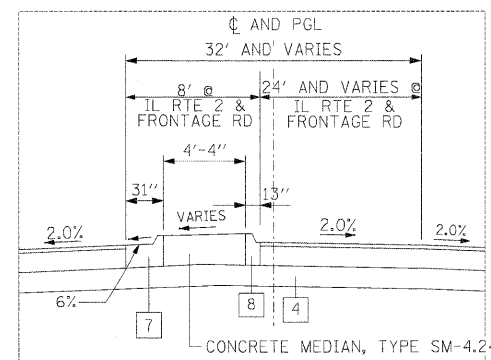 ℄ AND PGL
32' AND VARIES
8' @ IL RTE 2 & FRONTAGE RD
24' AND VARIES @ IL RTE 2 & FRONTAGE RD
4'-4"
31"
13"
VARIES
2.0%
2.0%
2.0%
6%
7
8
4
CONCRETE MEDIAN, TYPE SM-4.24